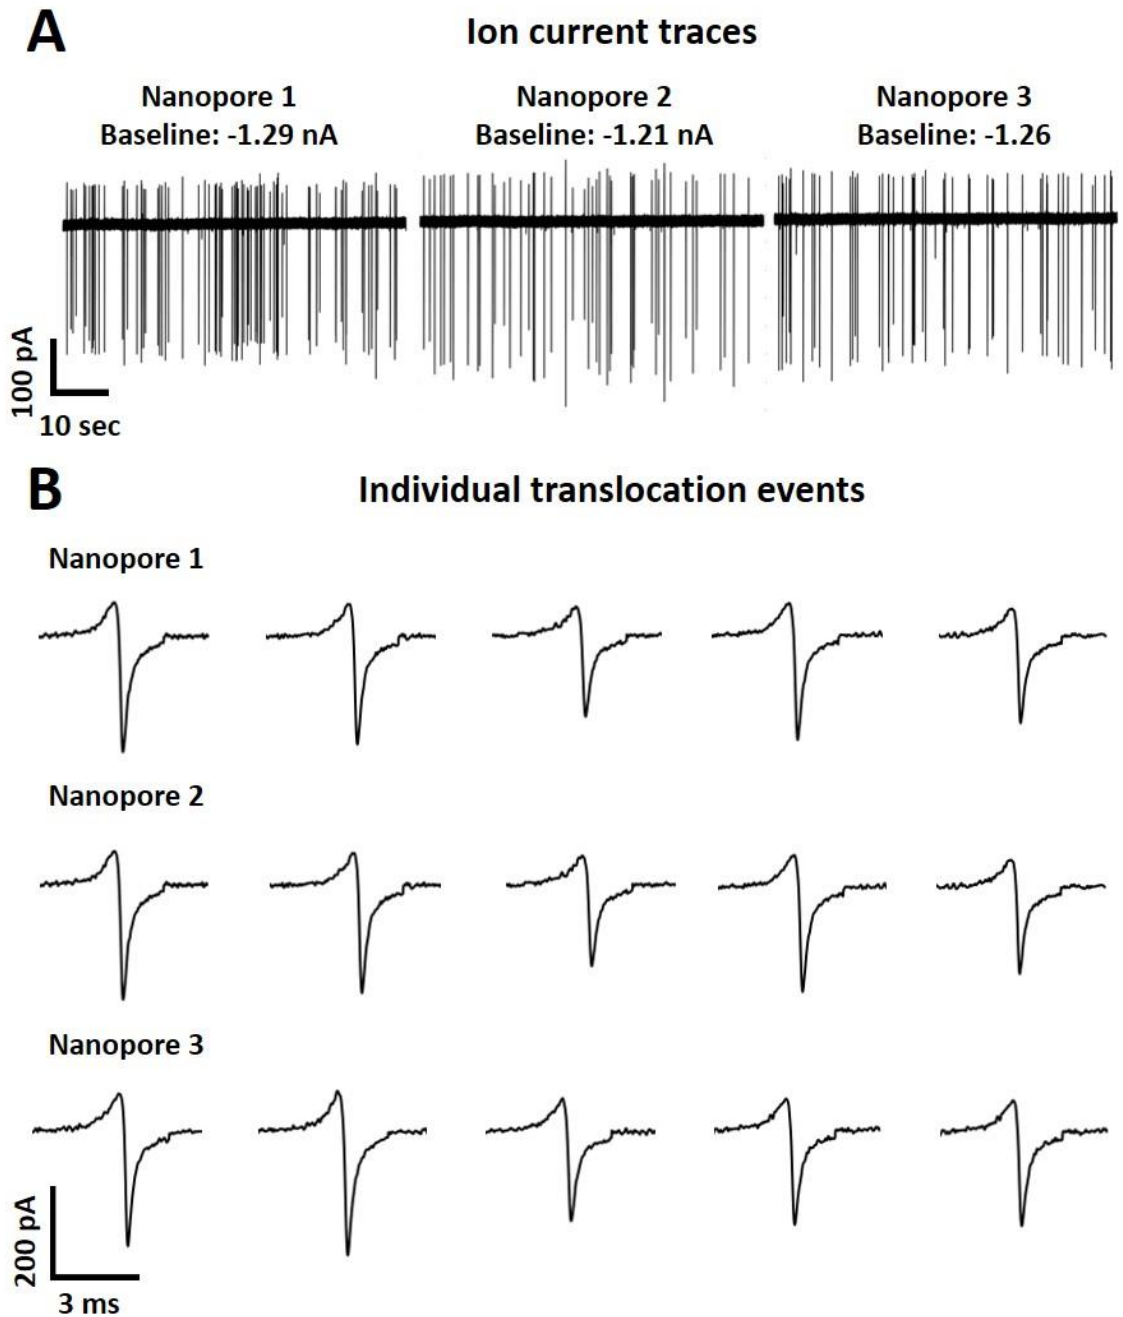 A
Ion current traces
Nanopore 1
Baseline: -1.29 nA
Nanopore 2
Baseline: -1.21 nA
Nanopore 3
Baseline: -1.26
100 pA
10 sec
B
Individual translocation events
Nanopore 1
Nanopore 2
Nanopore 3
200 pA
3 ms